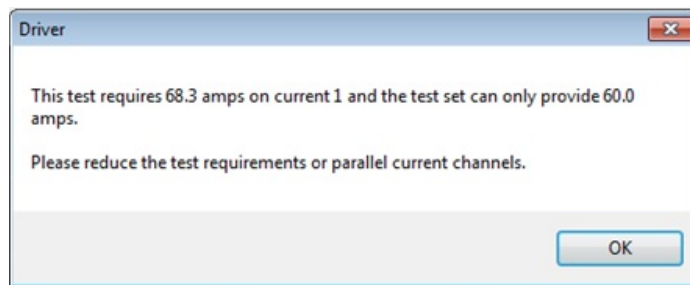 Driver
This test requires 68.3 amps on current 1 and the test set can only provide 60.0
amps.
Please reduce the test requirements or parallel current channels.
OK